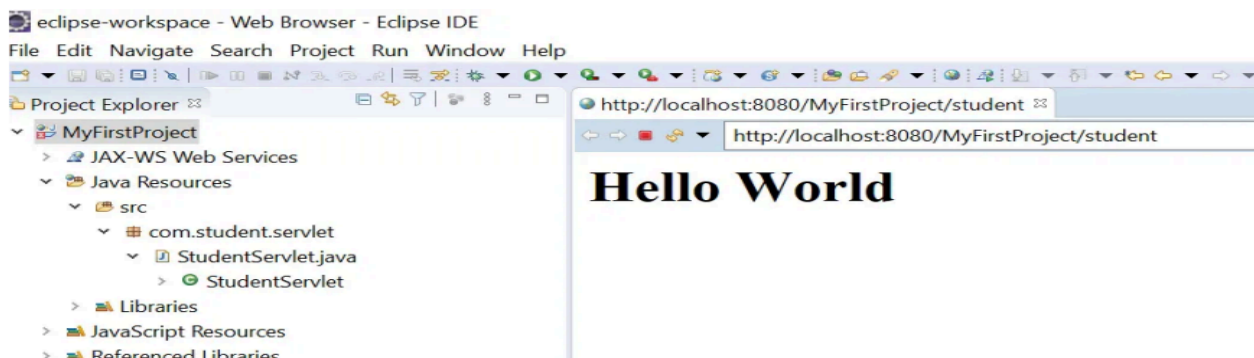 eclipse-workspace - Web Browser - Eclipse IDE
File Edit Navigate Search Project Run Window Help
Project Explorer
MyFirstProject
JAX-WS Web Services
Java Resources
src
com.student.servlet
StudentServlet.java
StudentServlet
Libraries
JavaScript Resources
Referenced Libraries
http://localhost:8080/MyFirstProject/student
http://localhost:8080/MyFirstProject/student
Hello World